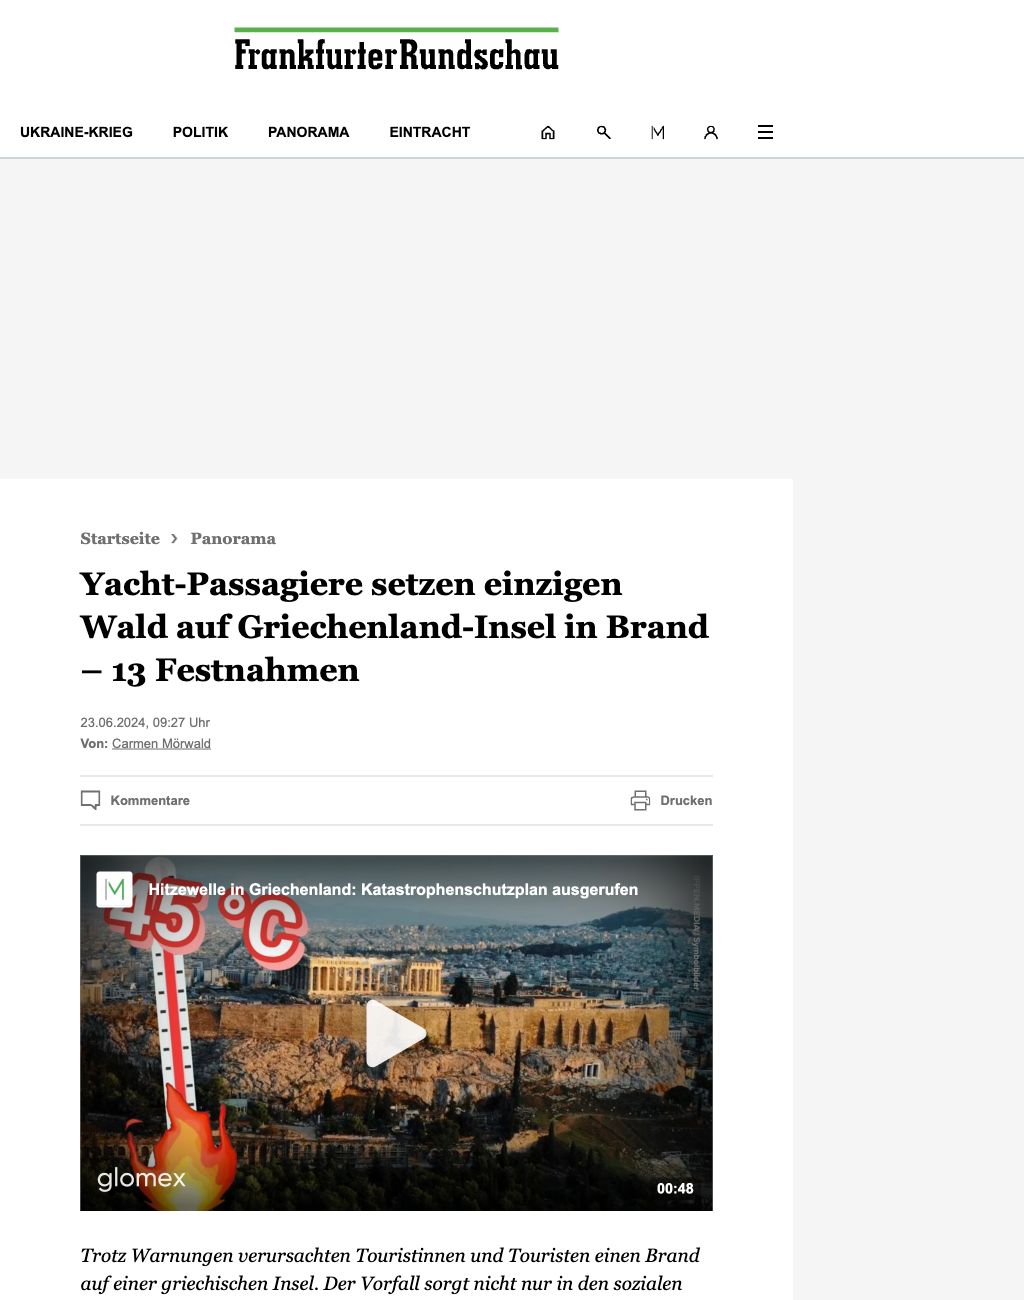 Frankfurter Rundschau
UKRAINE-KRIEG POLITIK PANORAMA EINTRACHT
Startseite › Panorama
Yacht-Passagiere setzen einzigen
Wald auf Griechenland-Insel in Brand
– 13 Festnahmen
23.06.2024, 09:27 Uhr
Von: Carmen Mörwald
Kommentare Drucken
Hitzewelle in Griechenland: Katastrophenschutzplan ausgerufen
45 °C
IPPEN.MEDIA| Symbolbilder
glomex
00:48
Trotz Warnungen verursachten Touristinnen und Touristen einen Brand
auf einer griechischen Insel. Der Vorfall sorgt nicht nur in den sozialen